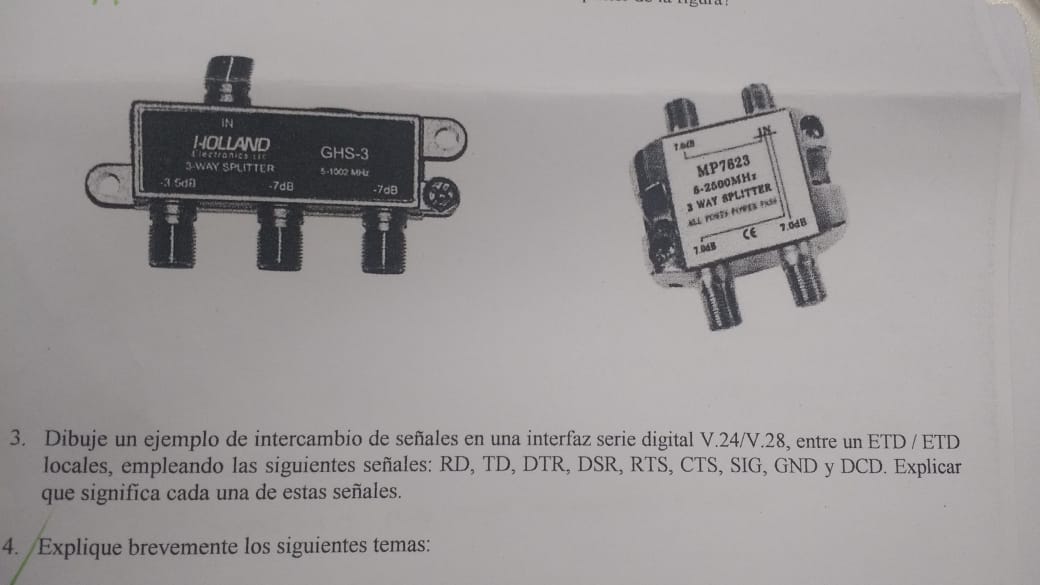 de la figura?
IN
HOLLAND
Electronics LLC
3-WAY SPLITTER
GHS-3
5-1002 MHz
-3.5dB
-7dB
-7dB
IN
7.0dB
MP7623
5-2500MHz
3 WAY SPLITTER
ALL PORTS POWER PASS
CE
7.0dB
7.0dB
3. Dibuje un ejemplo de intercambio de señales en una interfaz serie digital V.24/V.28, entre un ETD / ETD
locales, empleando las siguientes señales: RD, TD, DTR, DSR, RTS, CTS, SIG, GND y DCD. Explicar
que significa cada una de estas señales.
4. Explique brevemente los siguientes temas: